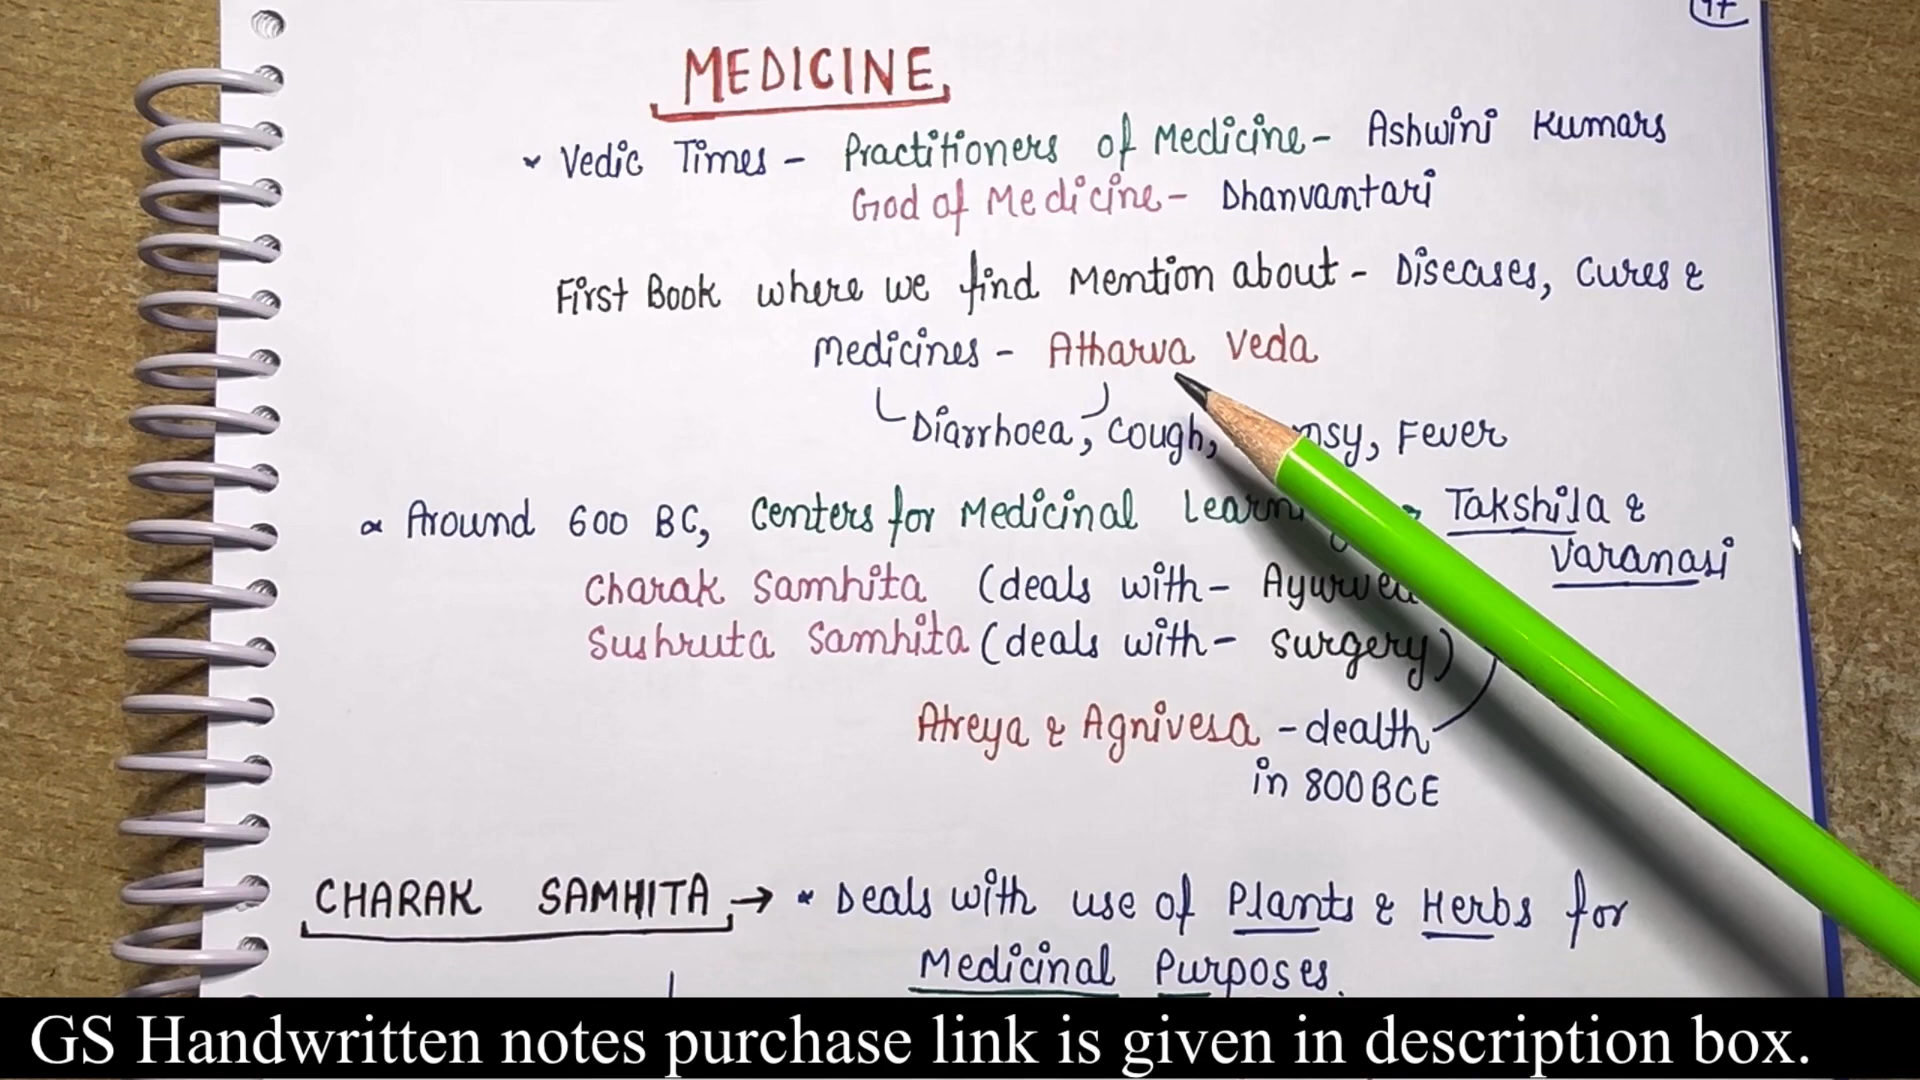 MEDICINE
Vedic Times - Practitioners of Medicine - Ashwini Kumars
God of Medicine - Dhanvantari
First Book where we find Mention about - Diseases, Cures &
Medicines - Atharva Veda
Diarrhoea, Cough, Fever
Around 600 BC, Centers for Medicinal Takshila &
Varanasi
Charak Samhita (deals with -
Sushruta Samhita (deals with - Surgery)
Atreya & Agnivesa - dealth
in 800 BCE
CHARAK SAMHITA → * Deals with use of Plants & Herbs for
Medicinal Purposes.
GS Handwritten notes purchase link is given in description box.